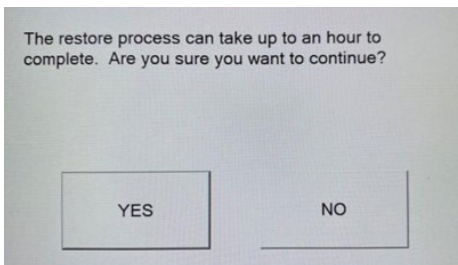 The restore process can take up to an hour to
complete.  Are you sure you want to continue?
YES
NO